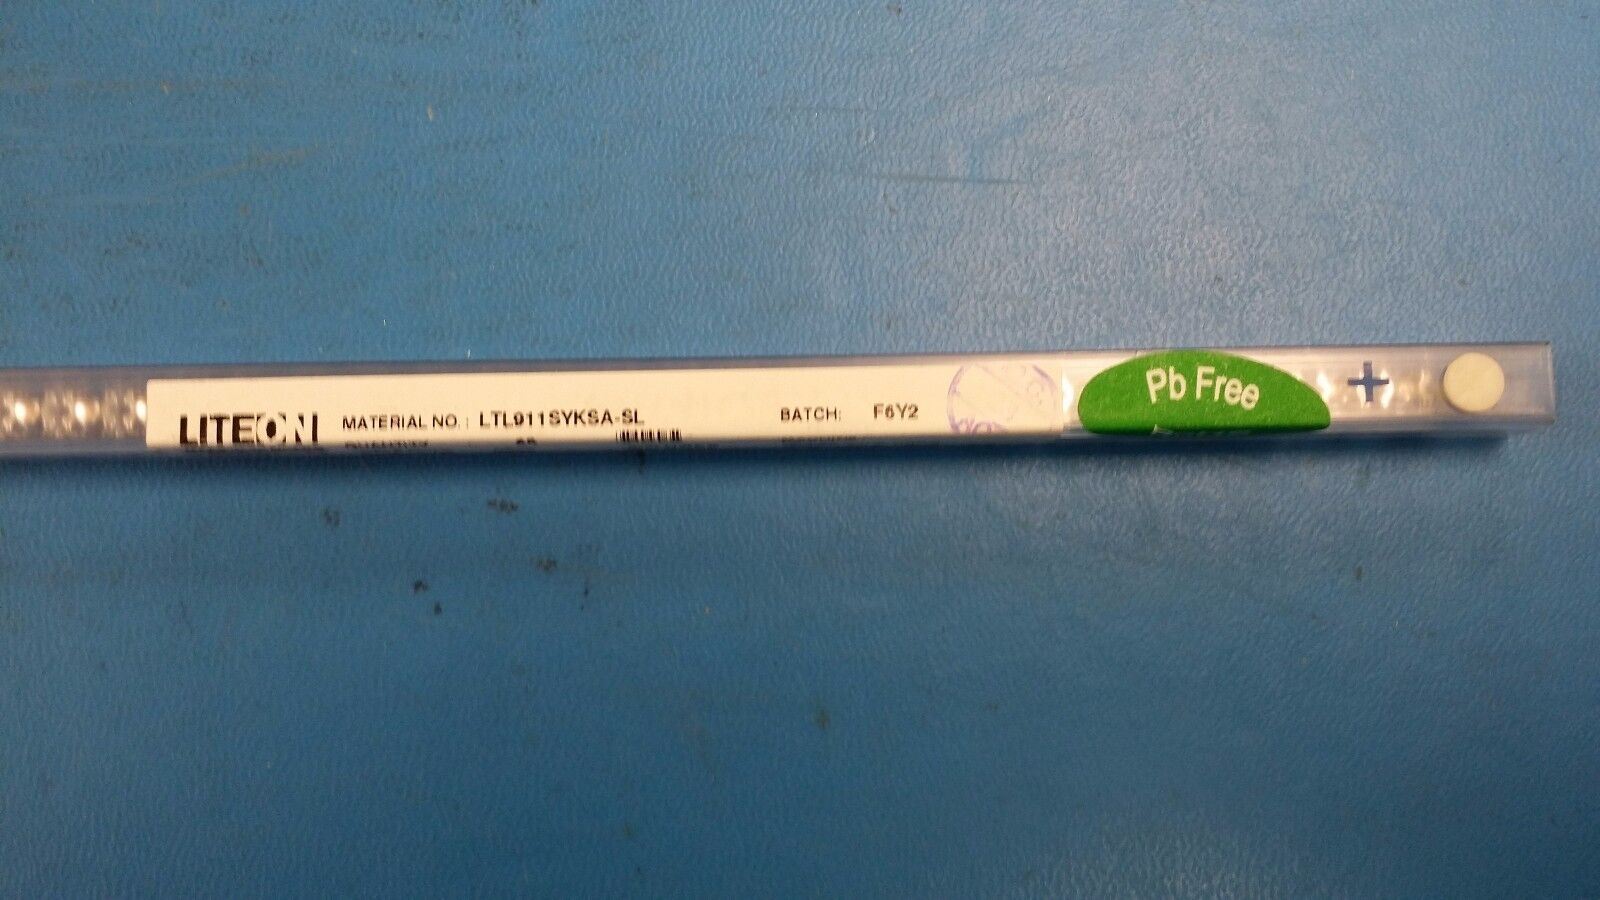 LITEON MATERIAL NO.: LTL911SYKSA-SL BATCH: F6Y2
Pb Free
+